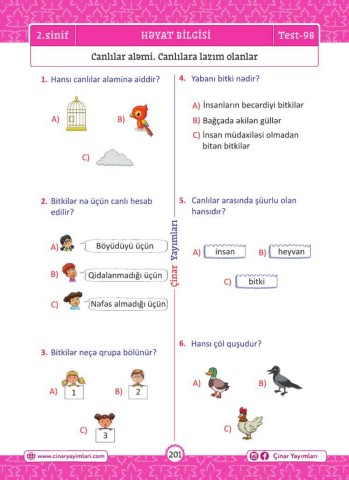 2.sinif
HƏYAT BİLGİSİ
Test-98
Canlılar aləmi. Canlılara lazım olanlar
1. Hansı canlılar aləminə aiddir?
A)
B)
C)
2. Bitkilər nə üçün canlı hesab
edilir?
A) Böyüdüyü üçün
B) Qidalanmadığı üçün
C) Nəfəs almadığı üçün
3. Bitkilər neçə qrupa bölünür?
A) 1
B) 2
C) 3
Çinar Yayımları
4. Yabanı bitki nədir?
A) İnsanların becərdiyi bitkilər
B) Bağçada əkilən güllər
C) İnsan müdaxiləsi olmadan
bitən bitkilər
5. Canlılar arasında şüurlu olan
hansıdır?
A) insan
B) heyvan
C) bitki
6. Hansı çöl quşudur?
A)
B)
C)
www.cinaryayimlari.com
201
Çinar Yayımları